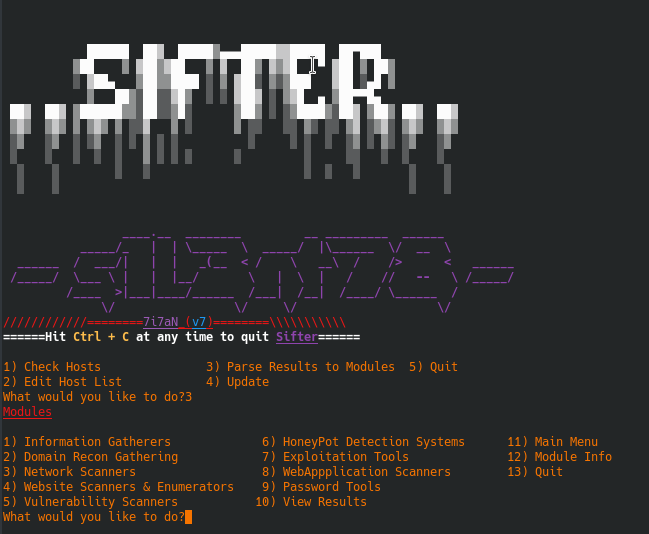 SIFTER
7i7aN_(v7)
======Hit Ctrl + C at any time to quit Sifter======
1) Check Hosts 3) Parse Results to Modules 5) Quit
2) Edit Host List 4) Update
What would you like to do?3
Modules
1) Information Gatherers 6) HoneyPot Detection Systems 11) Main Menu
2) Domain Recon Gathering 7) Exploitation Tools 12) Module Info
3) Network Scanners 8) WebAppplication Scanners 13) Quit
4) Website Scanners & Enumerators 9) Password Tools
5) Vulnerability Scanners 10) View Results
What would you like to do?